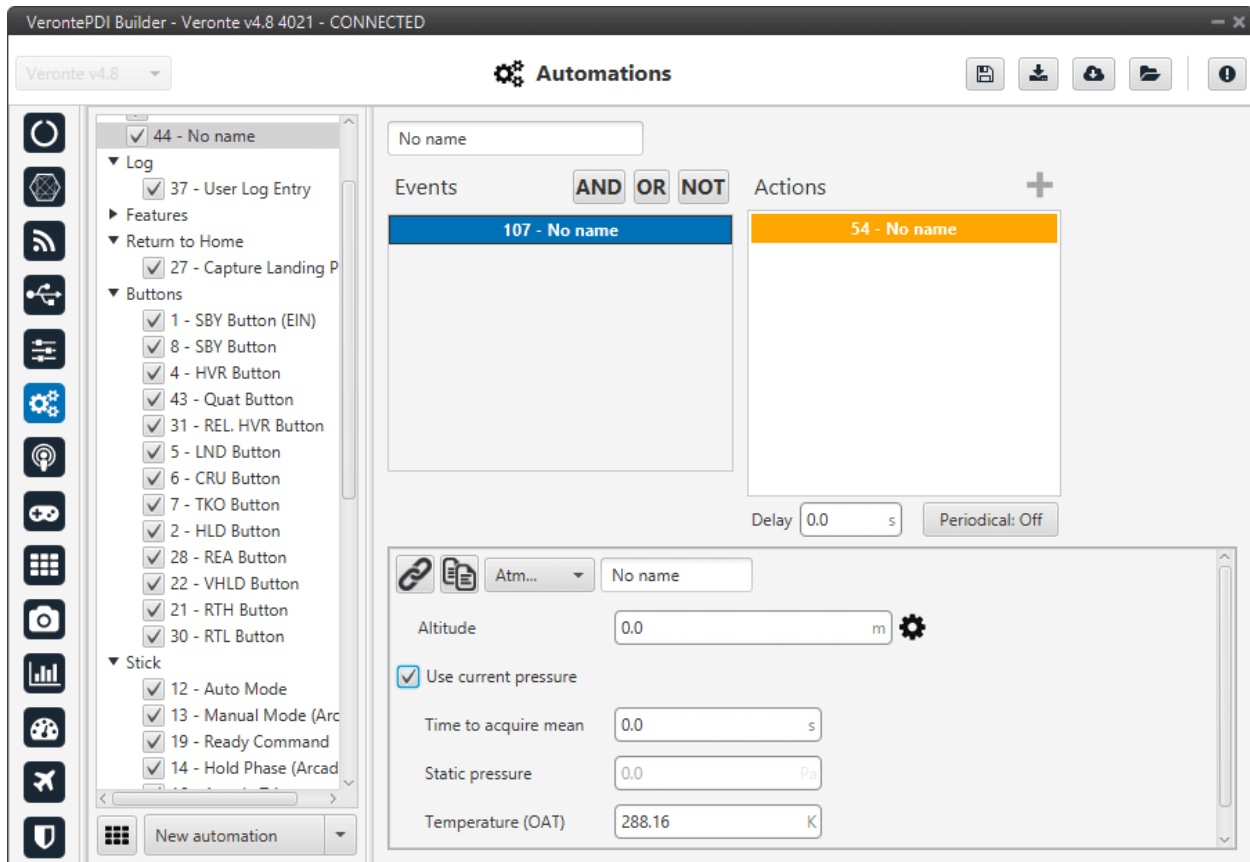 VerontePDI Builder - Veronte v4.8 4021 - CONNECTED
Veronte v4.8
Automations
44 - No name
Log
37 - User Log Entry
Features
Return to Home
27 - Capture Landing P
Buttons
1 - SBY Button (EIN)
8 - SBY Button
4 - HVR Button
43 - Quat Button
31 - REL. HVR Button
5 - LND Button
6 - CRU Button
7 - TKO Button
2 - HLD Button
28 - REA Button
22 - VHLD Button
21 - RTH Button
30 - RTL Button
Stick
12 - Auto Mode
13 - Manual Mode (Arc
19 - Ready Command
14 - Hold Phase (Arcad
New automation
No name
Events AND OR NOT
107 - No name
Actions
54 - No name
Delay 0.0 s Periodical: Off
Atm... No name
Altitude 0.0 m
Use current pressure
Time to acquire mean 0.0 s
Static pressure 0.0 Pa
Temperature (OAT) 288.16 K